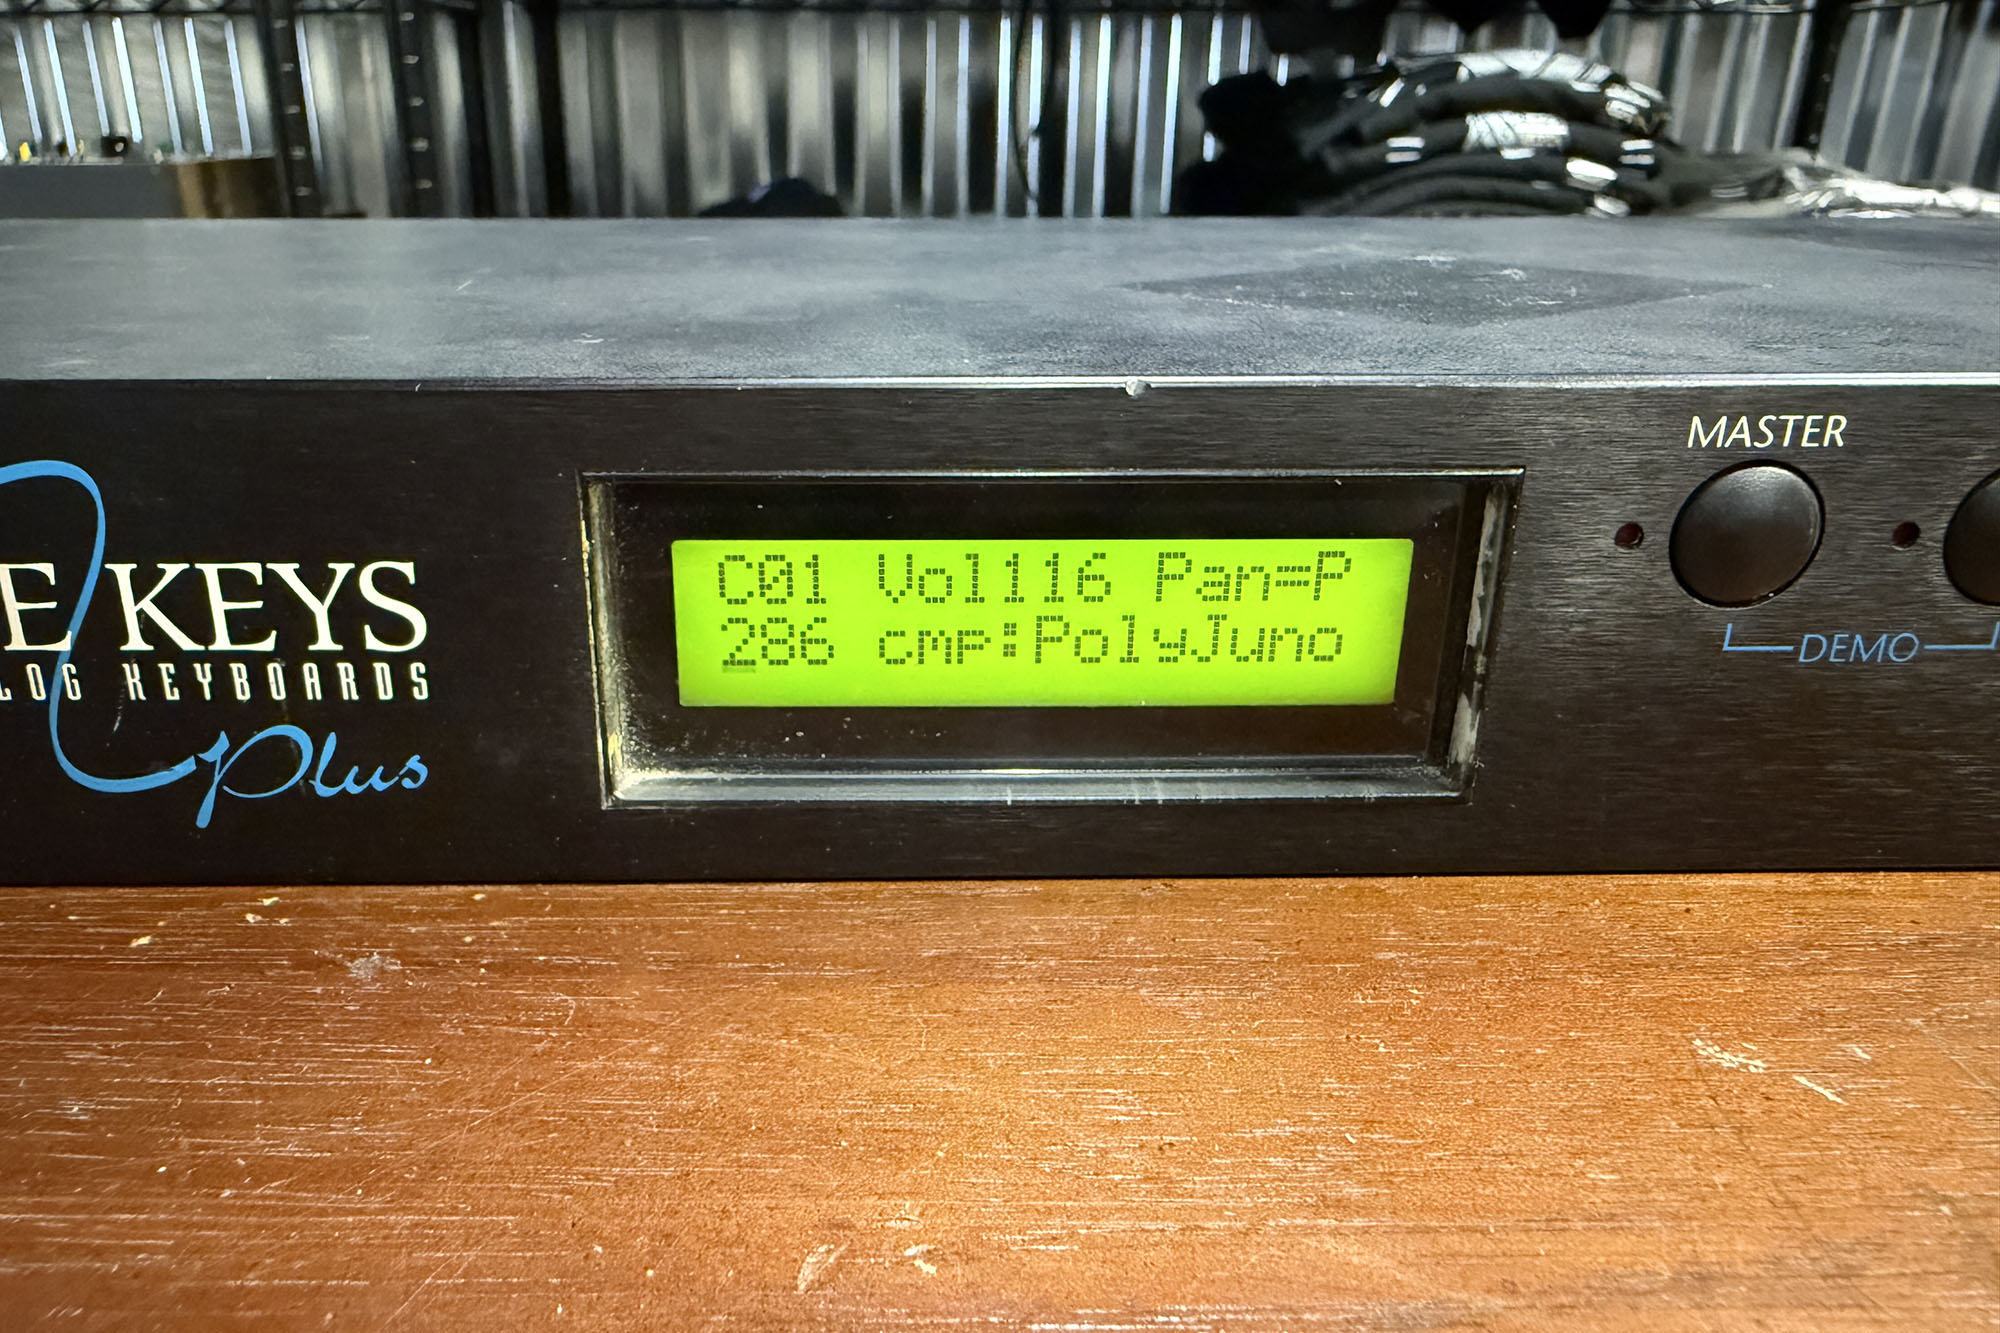 E KEYS
LOG KEYBOARDS
Plus
C01 Vol116 Pan=P
286 cmp:PolyJuno
MASTER
DEMO